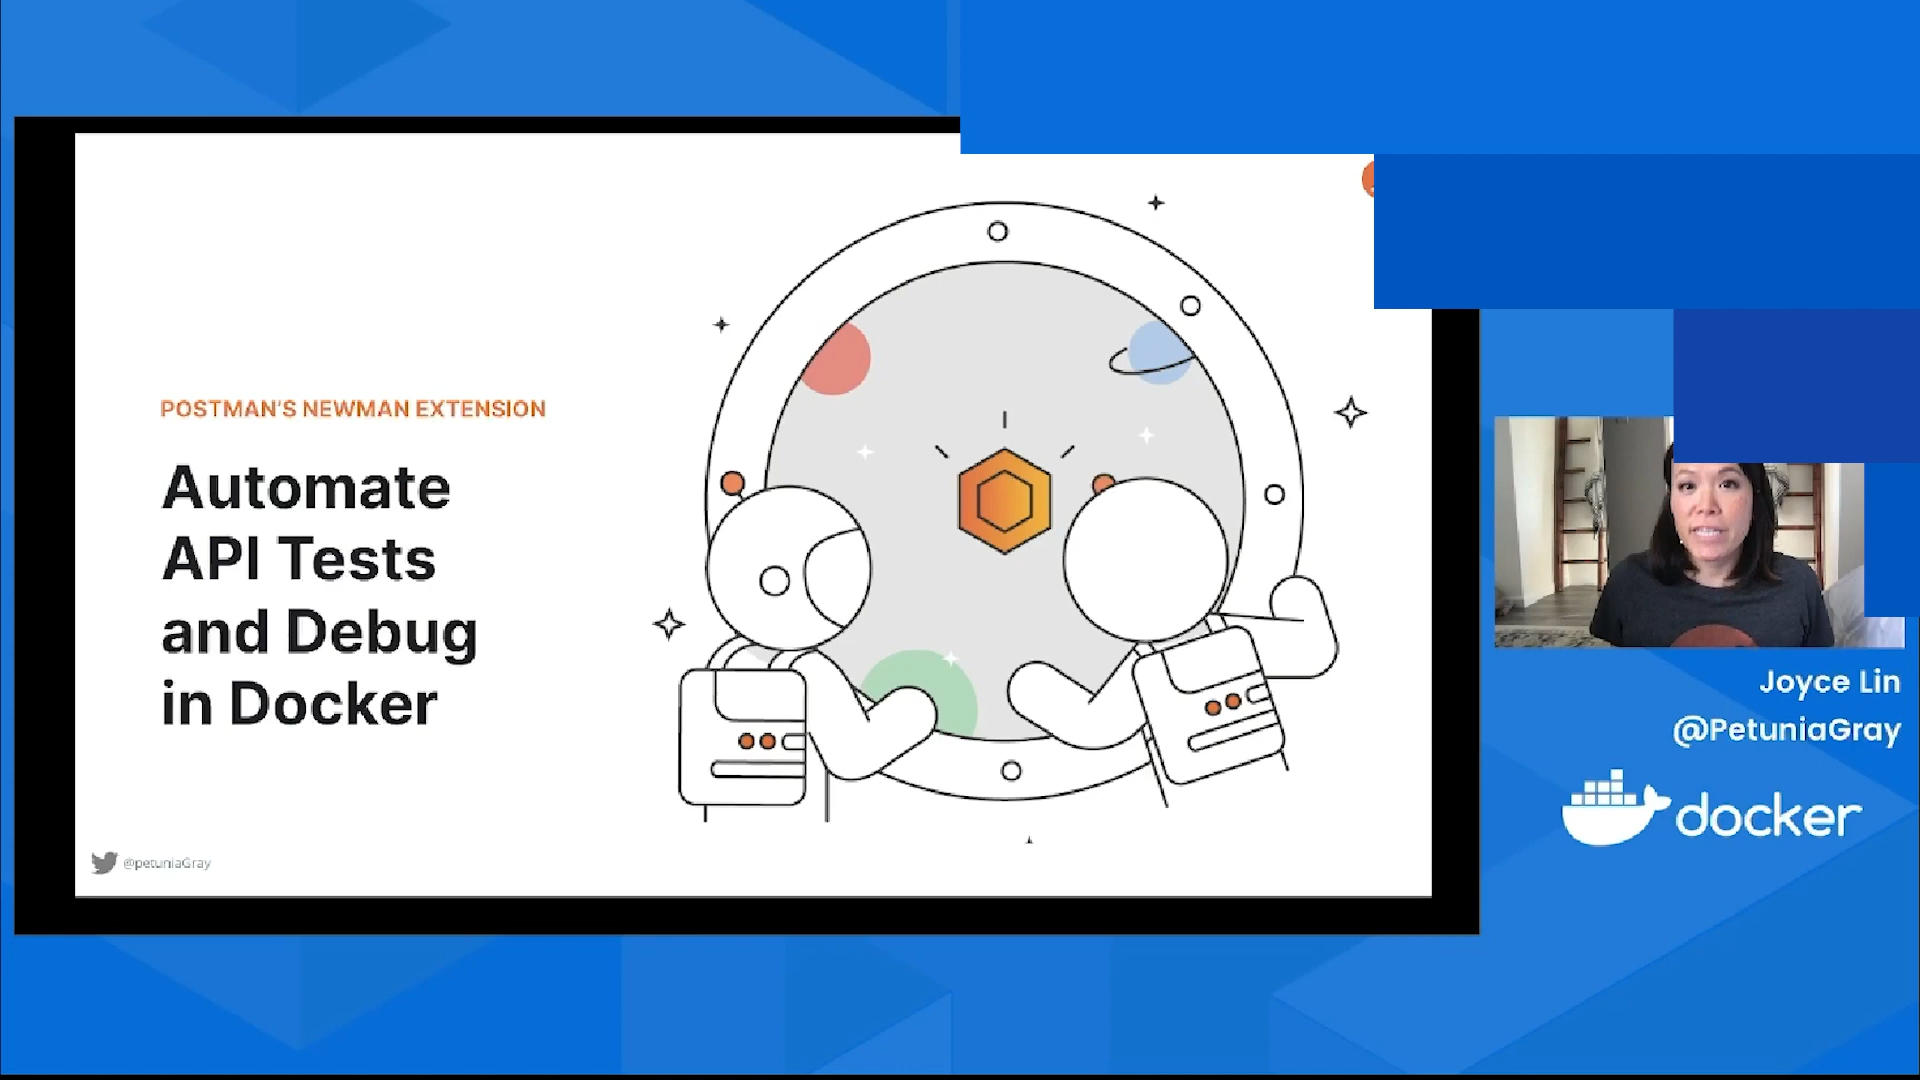 POSTMAN'S NEWMAN EXTENSION
Automate
API Tests
and Debug
in Docker
@petuniaGray
Joyce Lin
@PetuniaGray
docker